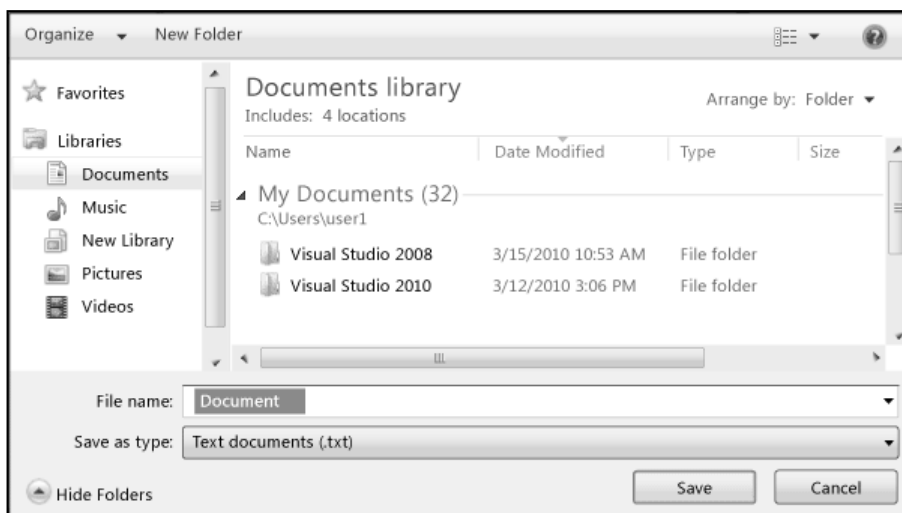 Organize New Folder
Favorites
Libraries
Documents
Music
New Library
Pictures
Videos
Documents library
Includes: 4 locations
Arrange by: Folder
Name Date Modified Type Size
My Documents (32)
C:\Users\user1
Visual Studio 2008 3/15/2010 10:53 AM File folder
Visual Studio 2010 3/12/2010 3:06 PM File folder
File name: Document
Save as type: Text documents (.txt)
Hide Folders Save Cancel